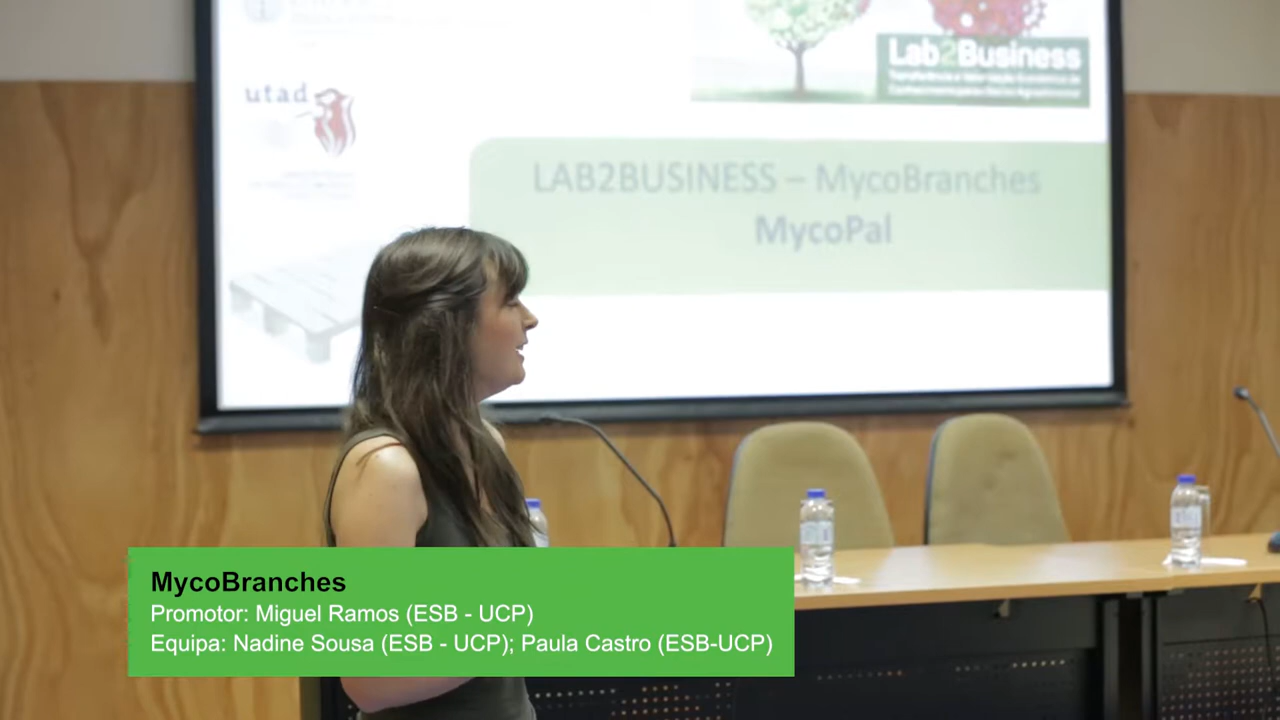 utad
Lab2Business
LAB2BUSINESS – MycoBranches
MycoPal
MycoBranches
Promotor: Miguel Ramos (ESB - UCP)
Equipa: Nadine Sousa (ESB - UCP); Paula Castro (ESB-UCP)